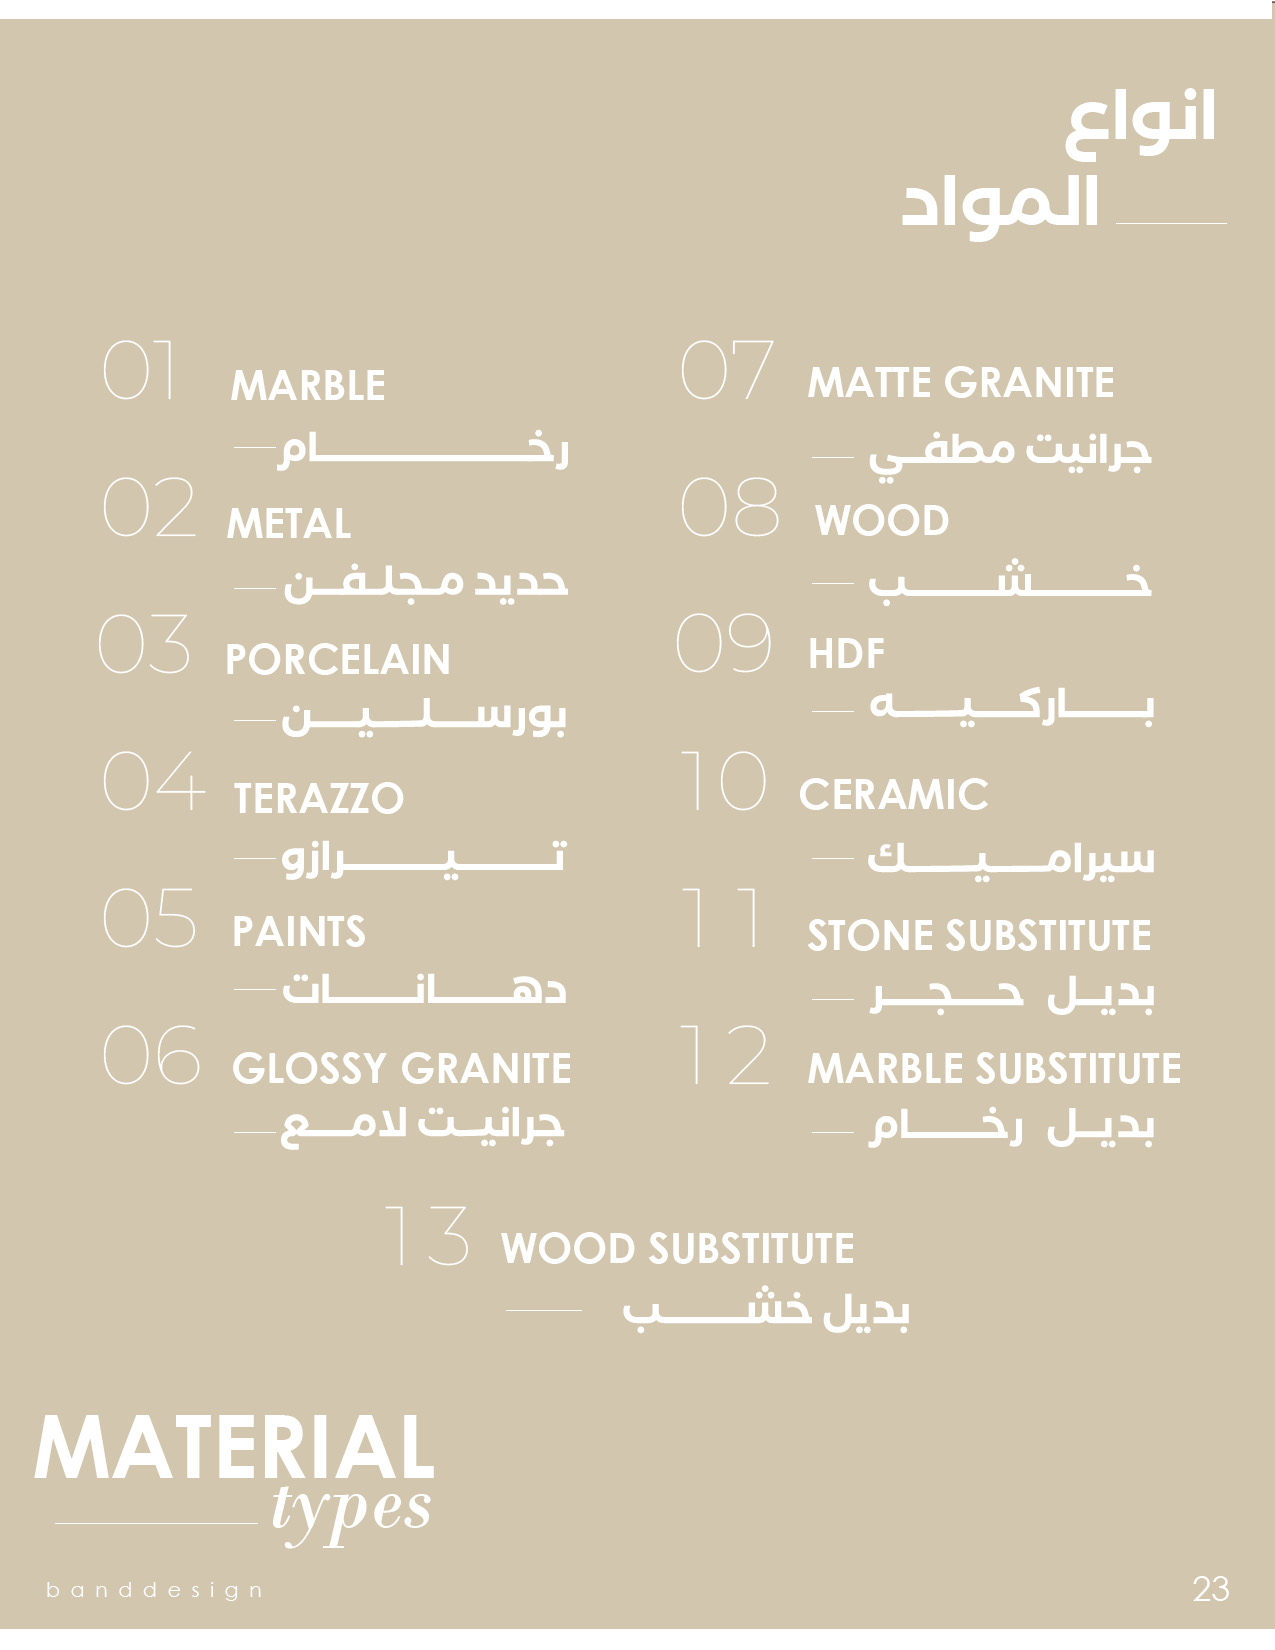 انواع
المواد
01 MARBLE
رخام
02 METAL
حديد مجلفن
03 PORCELAIN
بورسلين
04 TERAZZO
تيرازو
05 PAINTS
دهانات
06 GLOSSY GRANITE
جرانيت لامع
07 MATTE GRANITE
جرانيت مطفي
08 WOOD
خشب
09 HDF
باركيه
10 CERAMIC
سيراميك
11 STONE SUBSTITUTE
بديل حجر
12 MARBLE SUBSTITUTE
بديل رخام
13 WOOD SUBSTITUTE
بديل خشب
MATERIAL
types
banddesign
23